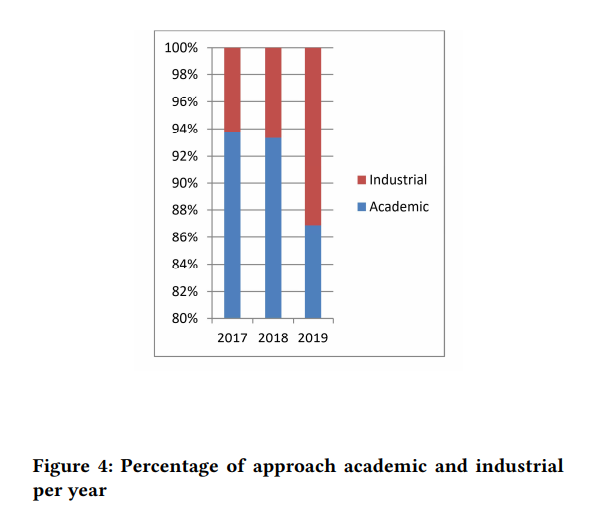 100%
98%
96%
94%
92%
90%
88%
86%
84%
82%
80%
2017 2018 2019
Industrial
Academic
Figure 4: Percentage of approach academic and industrial
per year